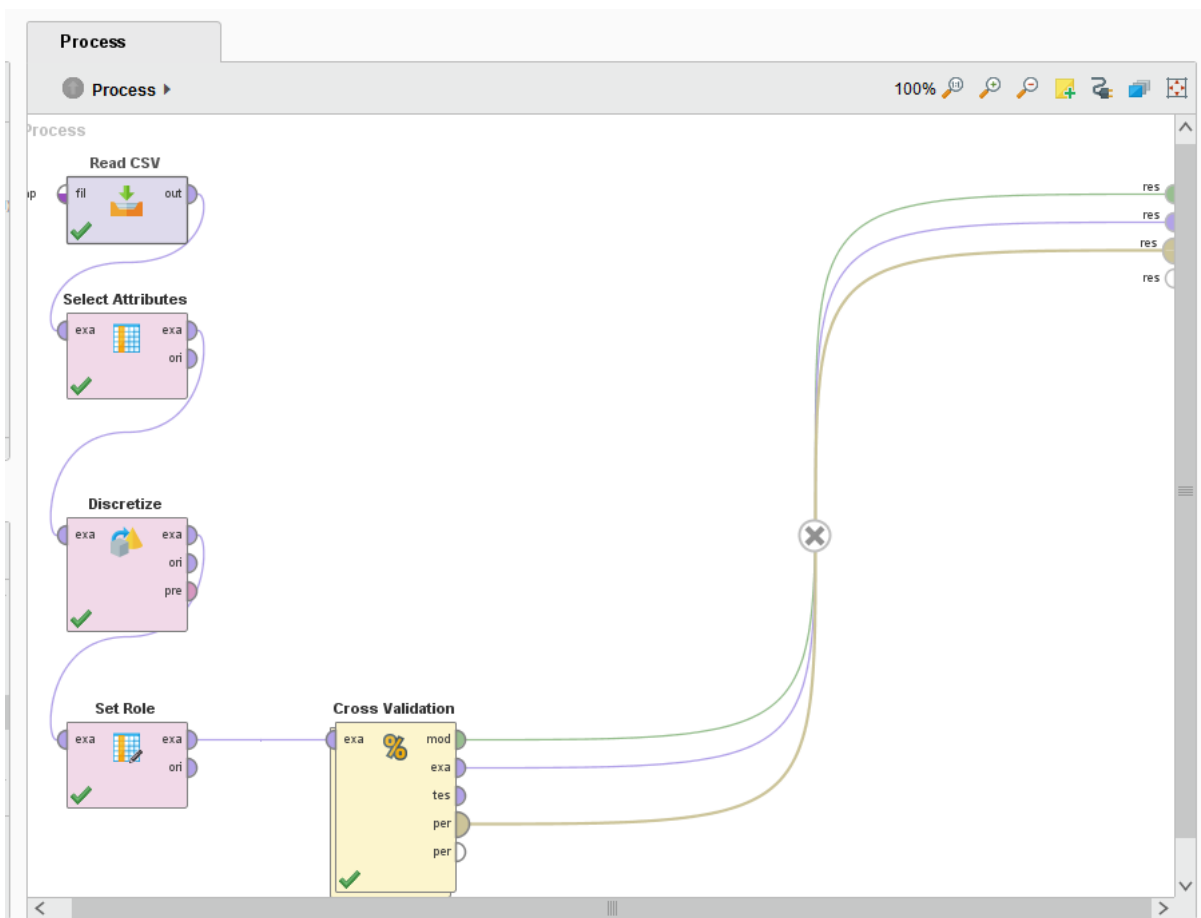 Process
Process
100%
Process
Read CSV
fil out
res
res
res
res
Select Attributes
exa exa
ori
Discretize
exa exa
ori
pre
Set Role
exa exa
ori
Cross Validation
exa % mod
exa
tes
per
per